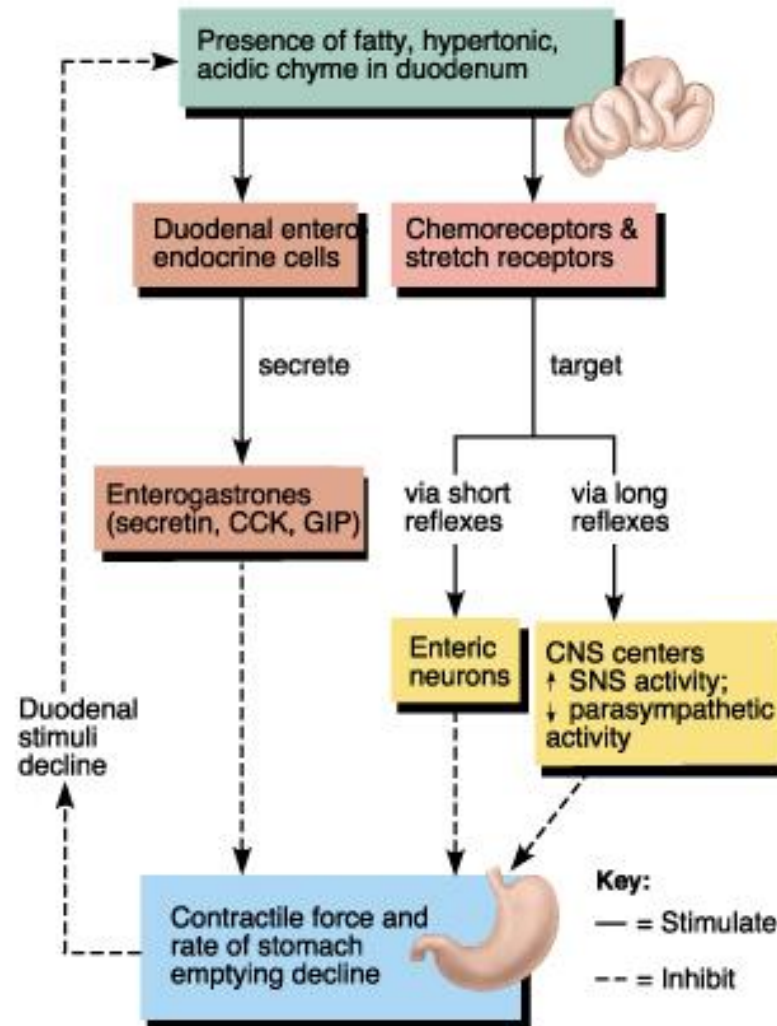 Presence of fatty, hypertonic,
acidic chyme in duodenum
Duodenal entero-
endocrine cells
Chemoreceptors &
stretch receptors
secrete
target
Enterogastrones
(secretin, CCK, GIP)
via short
reflexes
via long
reflexes
Enteric
neurons
CNS centers
↑ SNS activity;
↓ parasympathetic
activity
Duodenal
stimuli
decline
Contractile force and
rate of stomach
emptying decline
Key:
— = Stimulate
--- = Inhibit